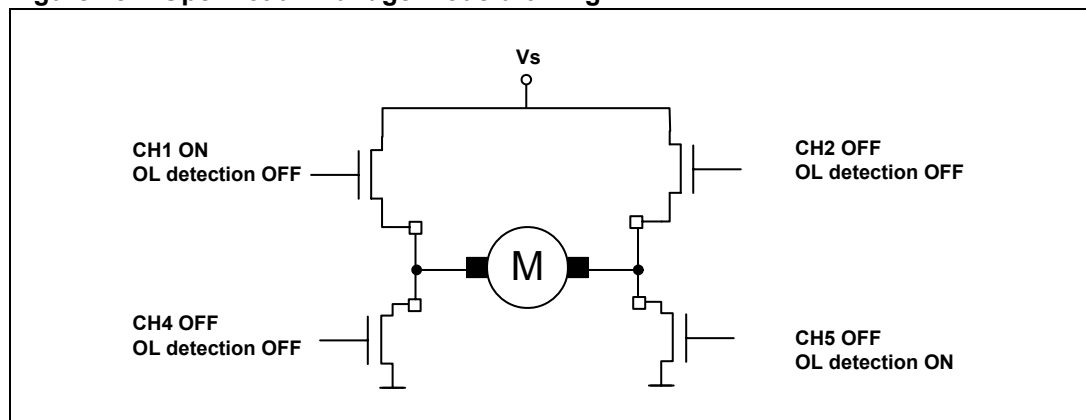 Vs
CH1 ON
OL detection OFF
CH2 OFF
OL detection OFF
M
CH4 OFF
OL detection OFF
CH5 OFF
OL detection ON